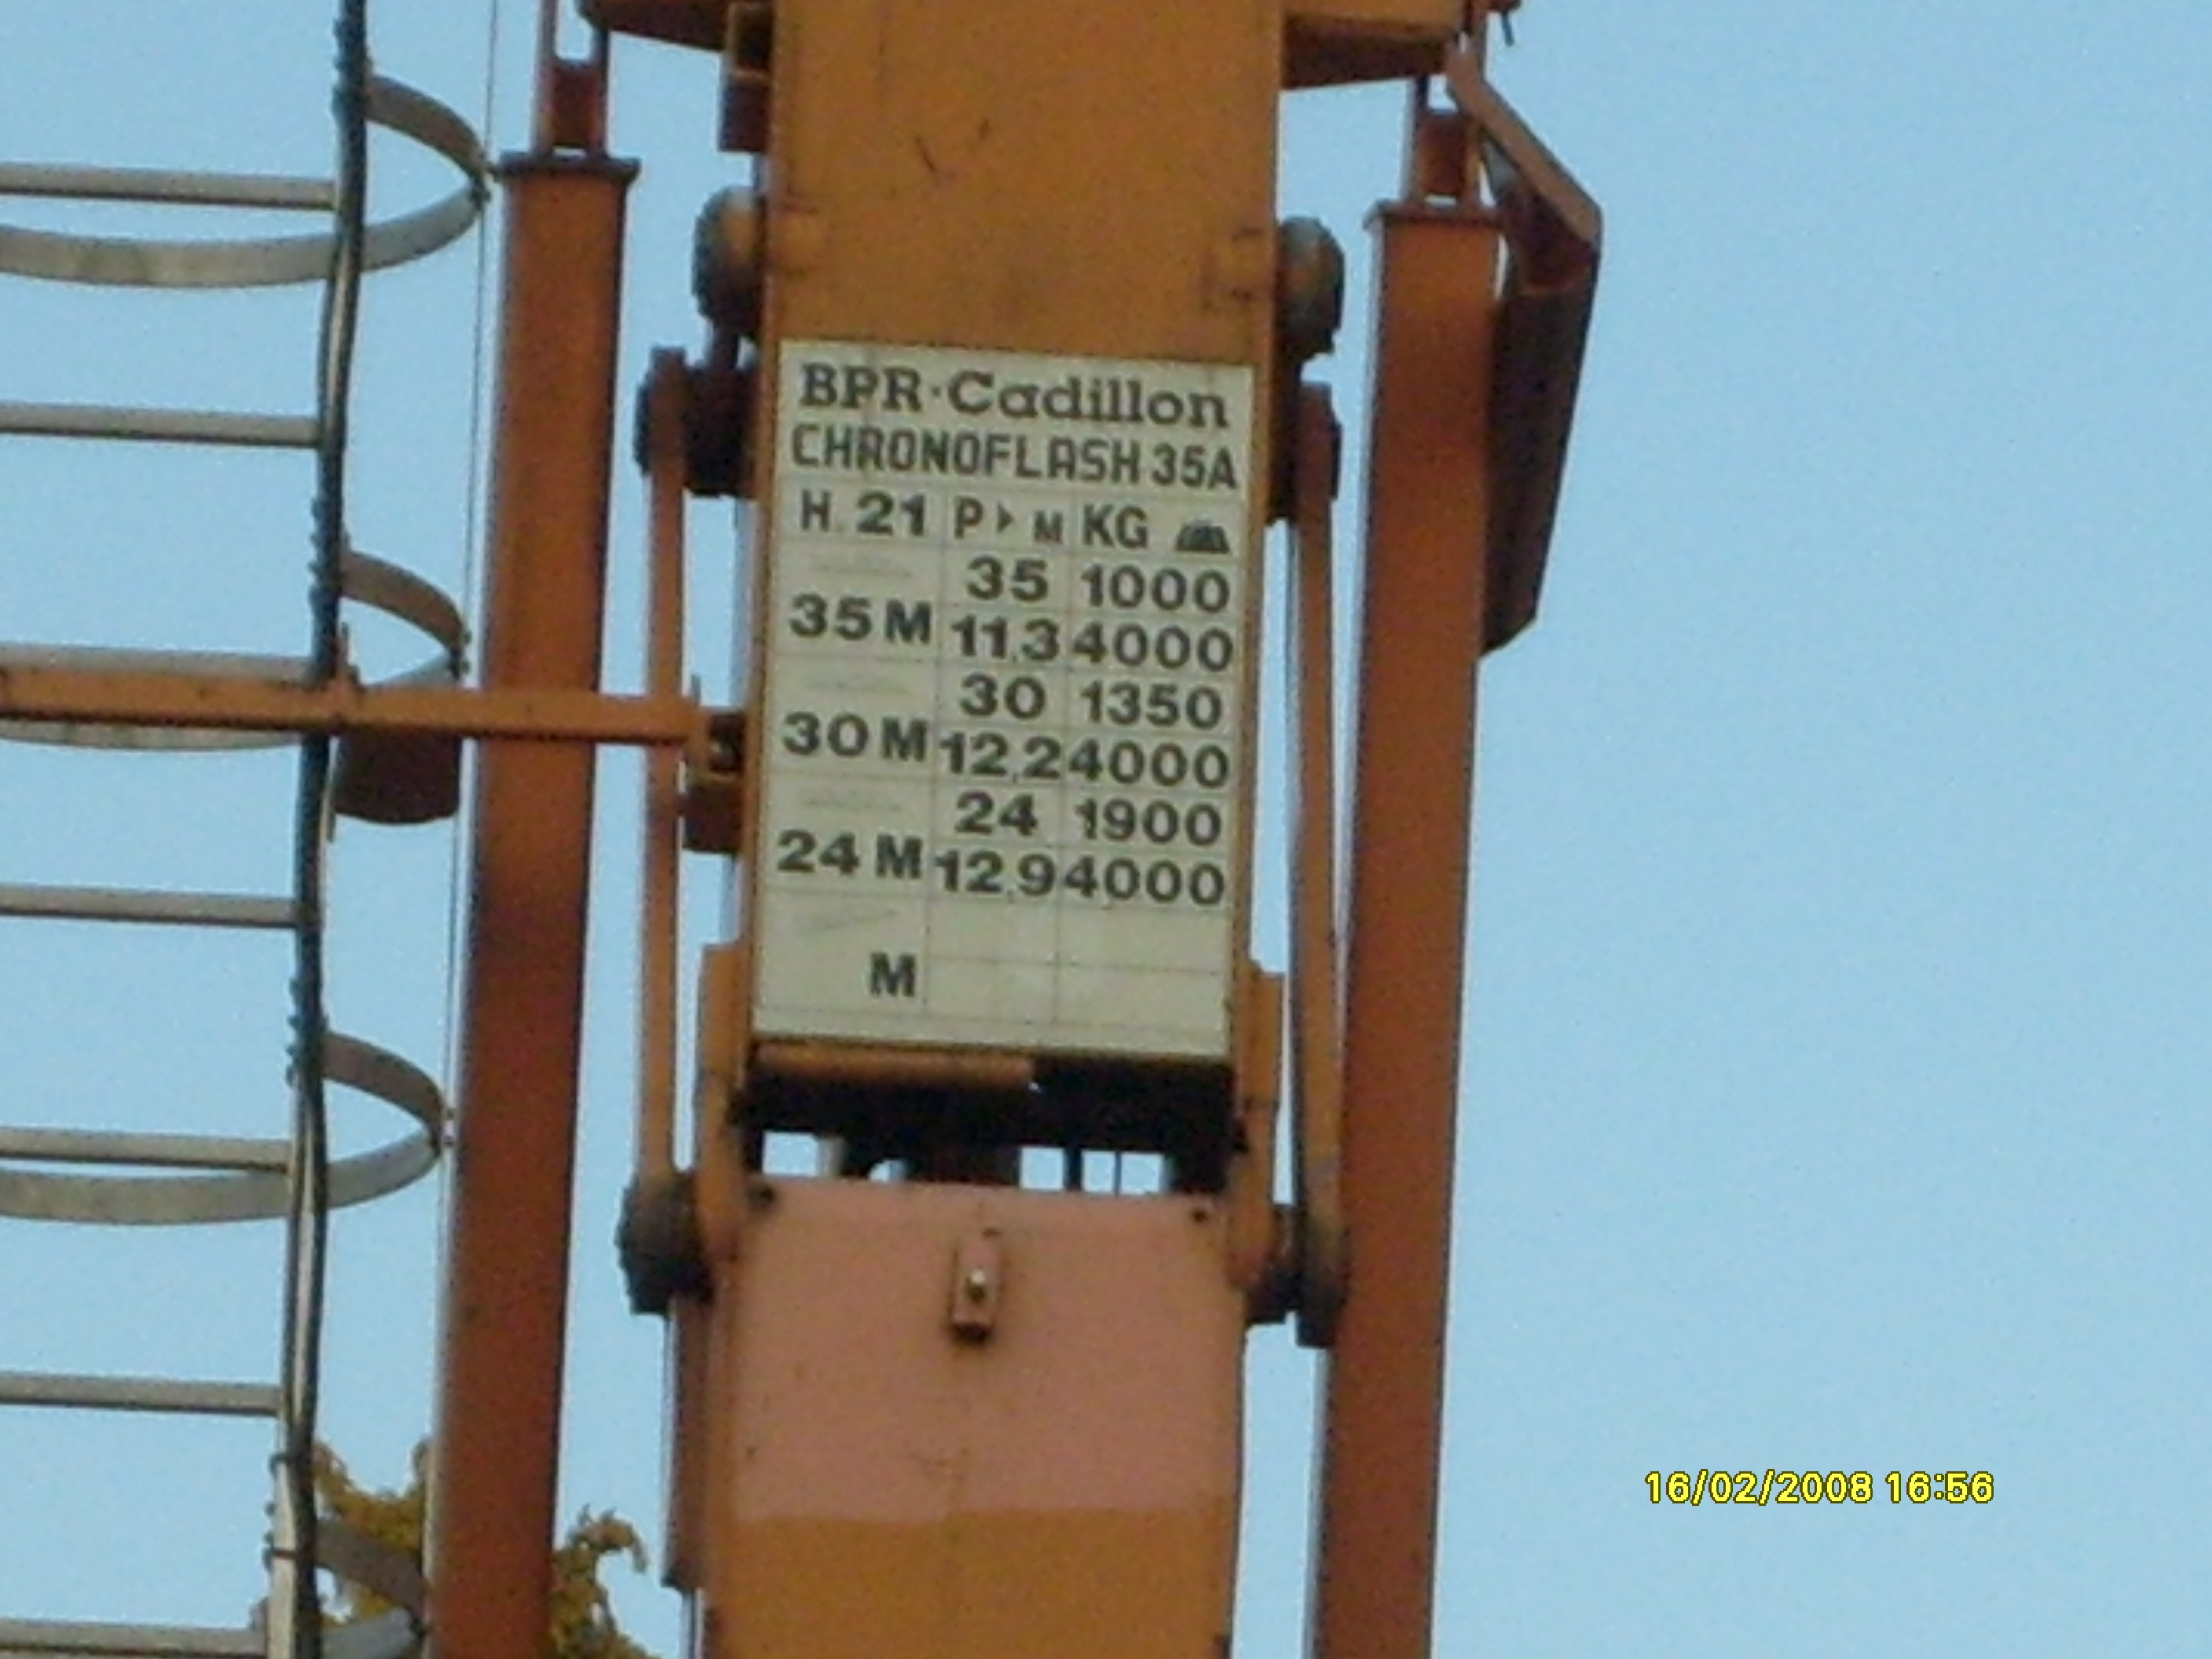 BPR·Cadillon
CHRONOFLASH 35A
H. 21 P M KG
35 1000
35 M 11,3 4000
30 1350
30 M 12,2 4000
24 1900
24 M 12,9 4000
M
16/02/2008 16:56